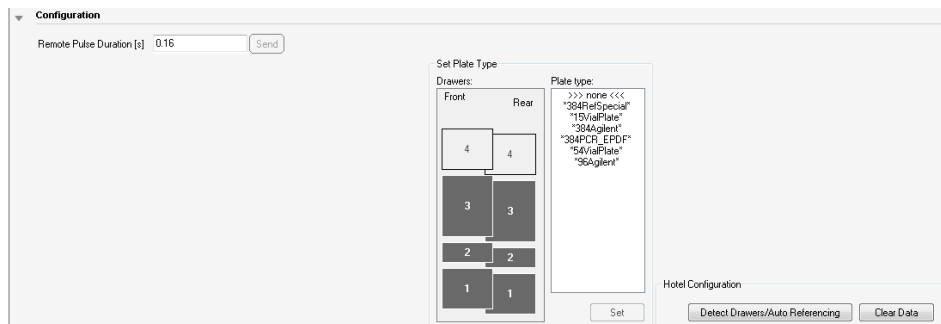 Configuration
Remote Pulse Duration [s] 0.16 Send
Set Plate Type
Drawers: Plate type:
Front Rear
>>> none <<<
"384RefSpecial"
"15VialPlate"
"384Agilent"
"384PCR_EPDF"
"54VialPlate"
"96Agilent"
4 4
3 3
2 2
1 1
Set
Hotel Configuration
Detect Drawers/Auto Referencing Clear Data